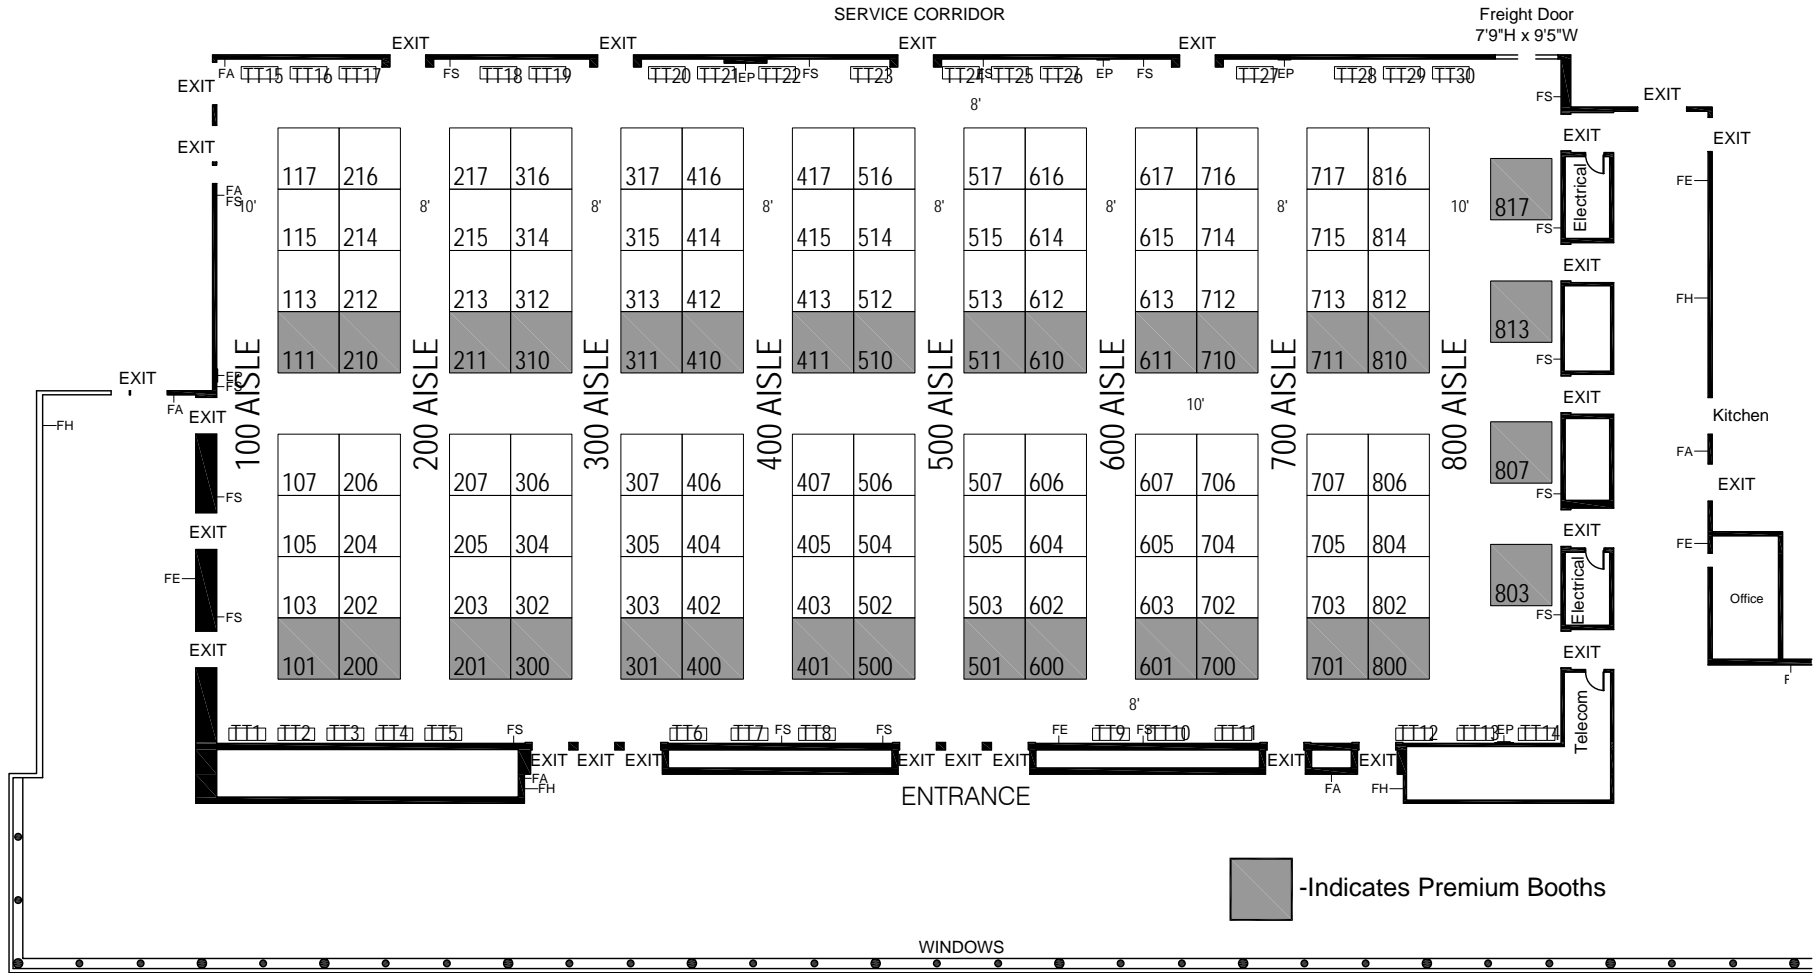 SERVICE CORRIDOR
Freight Door
7'9"H x 9'5"W
EXIT EXIT EXIT EXIT
FA TT15 TT16 TT17 FS TT18 TT19 TT20 TT21 EP TT22 FS TT23 TT24 FS TT25 TT26 EP FS TT27 EP TT28 TT29 TT30
EXIT FS EXIT
8'
EXIT EXIT EXIT
117 216 217 316 317 416 417 516 517 616 617 716 717 816
FA FE
FS 10' 8' 8' 8' 8' 8' 8' 10' 817 Electrical
115 214 215 314 315 414 415 514 515 614 615 714 715 814 FS
EXIT
113 212 213 312 313 412 413 512 513 612 613 712 713 812 FH
813
111 210 211 310 311 410 411 510 511 610 611 710 711 810 FS
EXIT EP
FS
100 AISLE 200 AISLE 300 AISLE 400 AISLE 500 AISLE 600 AISLE 700 AISLE 800 AISLE
FA 10' EXIT
FH EXIT Kitchen
FA
807
107 206 207 306 307 406 407 506 507 606 607 706 707 806 EXIT
FS FS
EXIT EXIT
105 204 205 304 305 404 405 504 505 604 605 704 705 804 FE
FE
103 202 203 302 303 402 403 502 503 602 603 702 703 802 803 Electrical Office
FS FS
EXIT EXIT
101 200 201 300 301 400 401 500 501 600 601 700 701 800
F
8'
Telecom
TT1 TT2 TT3 TT4 TT5 FS TT6 TT7 FS TT8 FS FE TT9 FS TT10 TT11 TT12 TT13 EP TT14
EXIT EXIT EXIT EXIT EXIT EXIT EXIT EXIT
FA
FH FA FH
ENTRANCE
-Indicates Premium Booths
WINDOWS